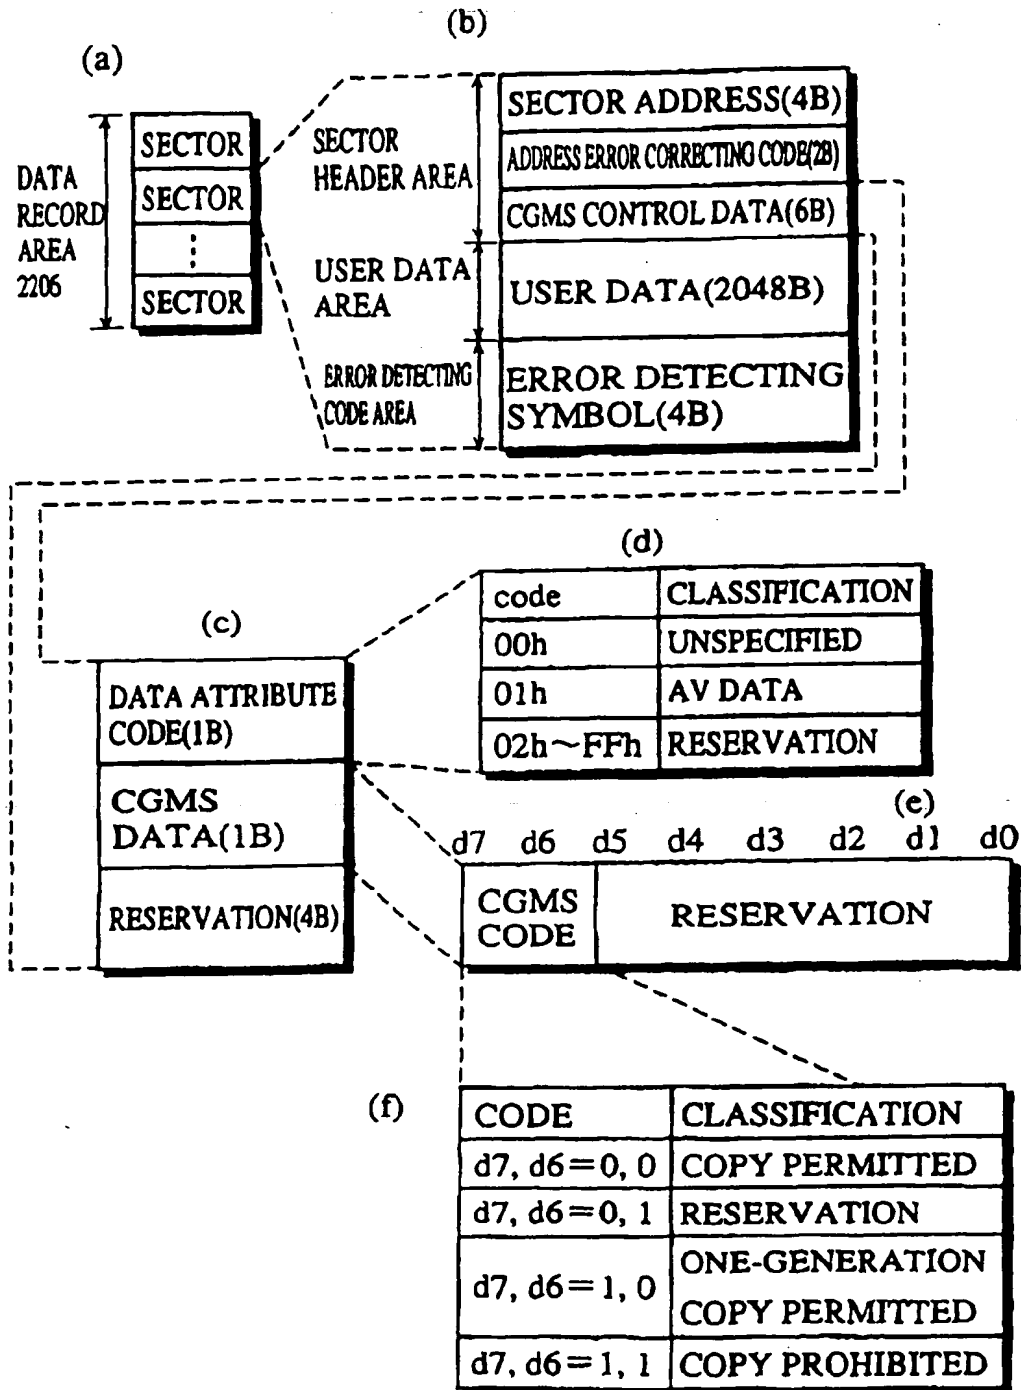 (a)
DATA
RECORD
AREA
2206
SECTOR
SECTOR
SECTOR
(b)
SECTOR
HEADER AREA
USER DATA
AREA
ERROR DETECTING
CODE AREA
SECTOR ADDRESS(4B)
ADDRESS ERROR CORRECTING CODE(2B)
CGMS CONTROL DATA(6B)
USER DATA(2048B)
ERROR DETECTING
SYMBOL(4B)
(c)
DATA ATTRIBUTE
CODE(1B)
CGMS
DATA(1B)
RESERVATION(4B)
(d)
code CLASSIFICATION
00h UNSPECIFIED
01h AV DATA
02h~FFh RESERVATION
(e)
d7 d6 d5 d4 d3 d2 d1 d0
CGMS
CODE
RESERVATION
(f)
CODE CLASSIFICATION
d7, d6=0, 0 COPY PERMITTED
d7, d6=0, 1 RESERVATION
d7, d6=1, 0 ONE-GENERATION
COPY PERMITTED
d7, d6=1, 1 COPY PROHIBITED